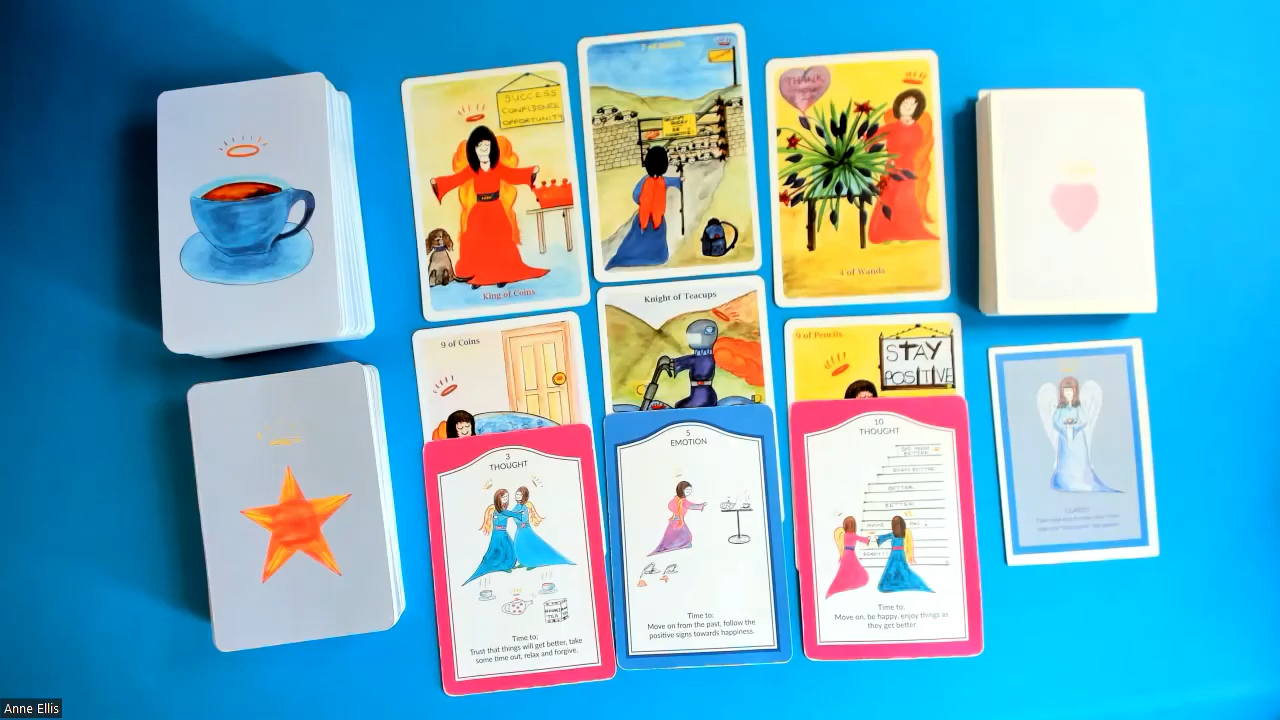 SUCCESS
CONFIDENCE
OPPORTUNITY
King of Coins
of Wands
THANK
4 of Wands
9 of Coins
Knight of Teacups
9 of Pencils
STAY
POSITIVE
3
THOUGHT
Time to:
Trust that things will get better, take
some time out, relax and forgive.
5
EMOTION
Time to:
Move on from the past, follow the
positive signs towards happiness.
10
THOUGHT
BETTER
BETTER
BETTER
Time to:
Move on, be happy, enjoy things as
they get better
Anne Ellis